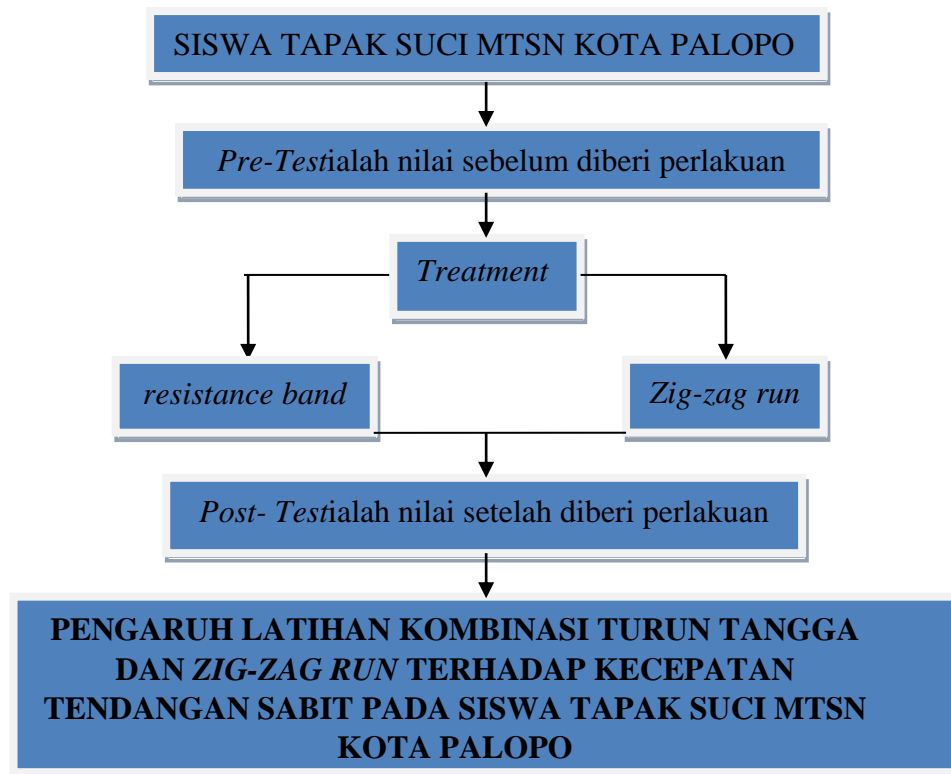 SISWA TAPAK SUCI MTSN KOTA PALOPO
Pre-Testialah nilai sebelum diberi perlakuan
Treatment
resistance band
Zig-zag run
Post- Testialah nilai setelah diberi perlakuan
PENGARUH LATIHAN KOMBINASI TURUN TANGGA
DAN ZIG-ZAG RUN TERHADAP KECEPATAN
TENDANGAN SABIT PADA SISWA TAPAK SUCI MTSN
KOTA PALOPO